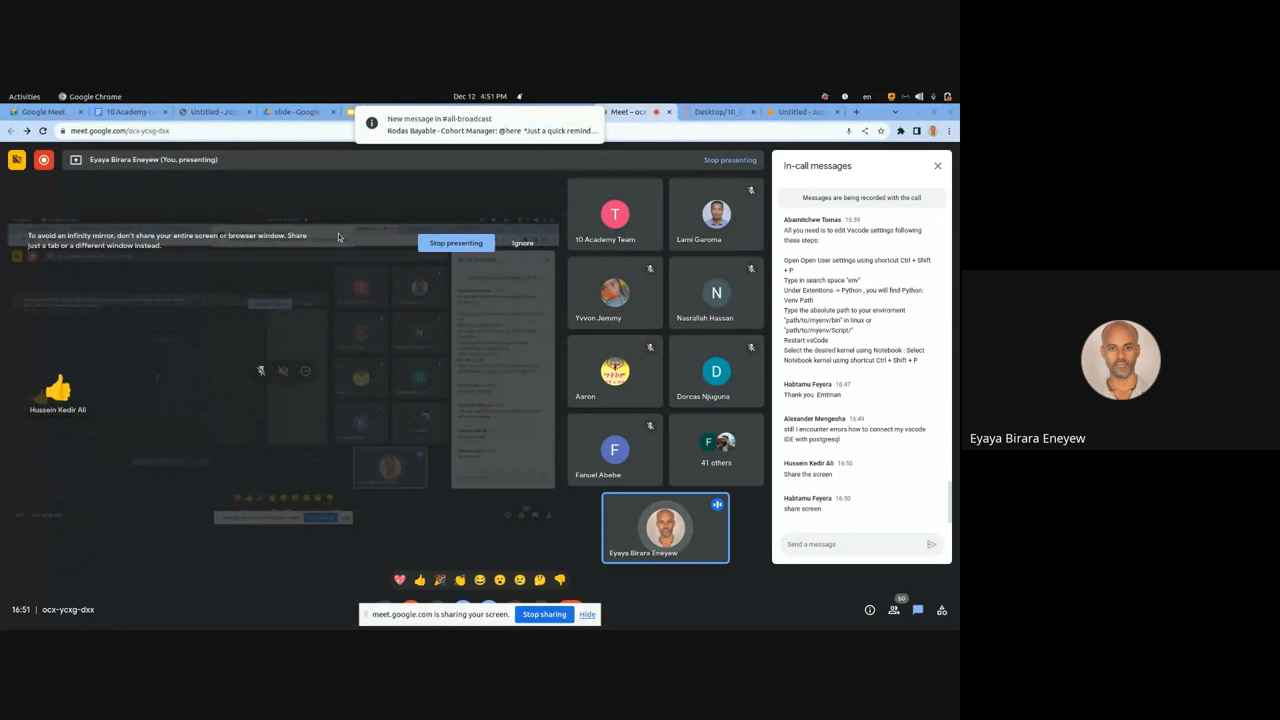 Activities
Google Chrome
Dec 12 4:51 PM
en
Google Meet
10 Academy
Untitled - Jup
slide - Google
Meet – ocx
Desktop/10_
Untitled - Jup
New message in #all-broadcast
Rodas Bayable - Cohort Manager: @here *Just a quick remind...
meet.google.com/ocx-ycxg-dxx
Eyaya Birara Eneyew (You, presenting)
Stop presenting
To avoid an infinity mirror, don't share your entire screen or browser window. Share
just a tab or a different window instead.
Stop presenting
Ignore
Hussein Kedir Ali
T
10 Academy Team
Lami Garoma
Yvvon Jemmy
N
Nasrallah Hassan
Aaron
D
Dorcas Njuguna
F
Fanuel Abebe
F
41 others
Eyaya Birara Eneyew
In-call messages
Messages are being recorded with the call
Abamitchew Tomas 16:39
All you need is to edit Vscode settings following
these steps:
Open Open User settings using shortcut Ctrl + Shift
+ P
Type in search space "env"
Under Extentions -> Python , you will find Python:
Venv Path
Type the absolute path to your enviroment
"path/to/myenv/bin" in linux or
"path/to/myenv/Script/"
Restart vsCode
Select the desired kernel using Notebook : Select
Notebook kernel using shortcut Ctrl + Shift + P
Habtamu Feyera 16:47
Thank you Emtinan
Alexander Mengesha 16:49
still I encounter errors how to connect my vscode
IDE with postgresql
Hussein Kedir Ali 16:50
Share the screen
Habtamu Feyera 16:50
share screen
Send a message
16:51 | ocx-ycxg-dxx
meet.google.com is sharing your screen.
Stop sharing
Hide
50
Eyaya Birara Eneyew